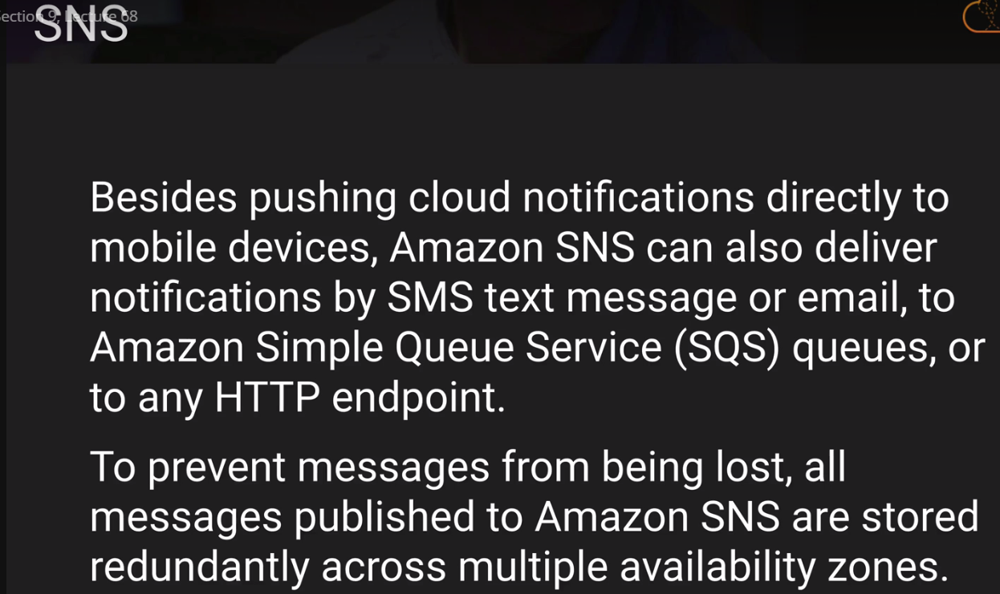 Section 9, Lecture 68
SNS
Besides pushing cloud notifications directly to
mobile devices, Amazon SNS can also deliver
notifications by SMS text message or email, to
Amazon Simple Queue Service (SQS) queues, or
to any HTTP endpoint.
To prevent messages from being lost, all
messages published to Amazon SNS are stored
redundantly across multiple availability zones.